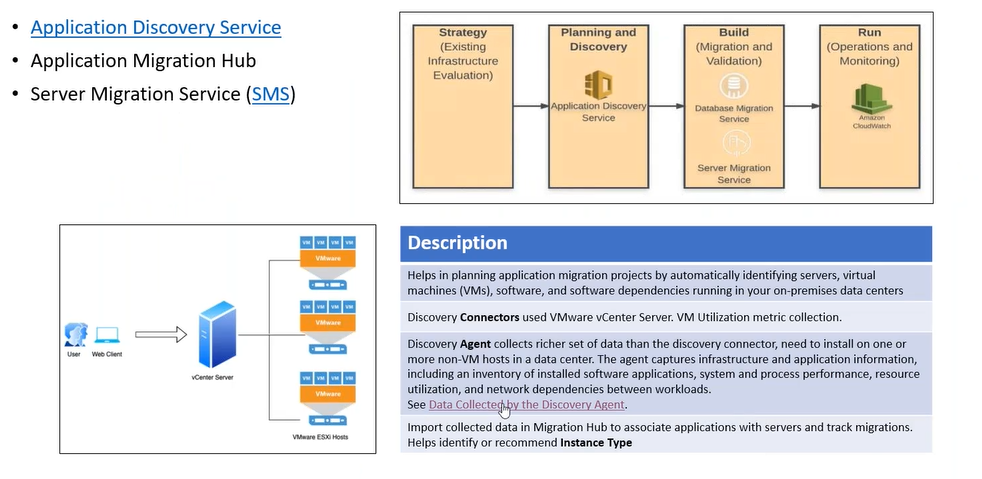 • Application Discovery Service
• Application Migration Hub
• Server Migration Service (SMS)
Strategy
(Existing
Infrastructure
Evaluation)
Planning and
Discovery
Application Discovery
Service
Build
(Migration and
Validation)
Database Migration
Service
Server Migration
Service
Run
(Operations and
Monitoring)
Amazon
CloudWatch
User
Web Client
vCenter Server
VM VM VM VM
VMware
VM VM VM VM
VMware
VM VM VM VM
VMware
VMware ESXi Hosts
Description
Helps in planning application migration projects by automatically identifying servers, virtual
machines (VMs), software, and software dependencies running in your on-premises data centers
Discovery Connectors used VMware vCenter Server. VM Utilization metric collection.
Discovery Agent collects richer set of data than the discovery connector, need to install on one or
more non-VM hosts in a data center. The agent captures infrastructure and application information,
including an inventory of installed software applications, system and process performance, resource
utilization, and network dependencies between workloads.
See Data Collected by the Discovery Agent.
Import collected data in Migration Hub to associate applications with servers and track migrations.
Helps identify or recommend Instance Type